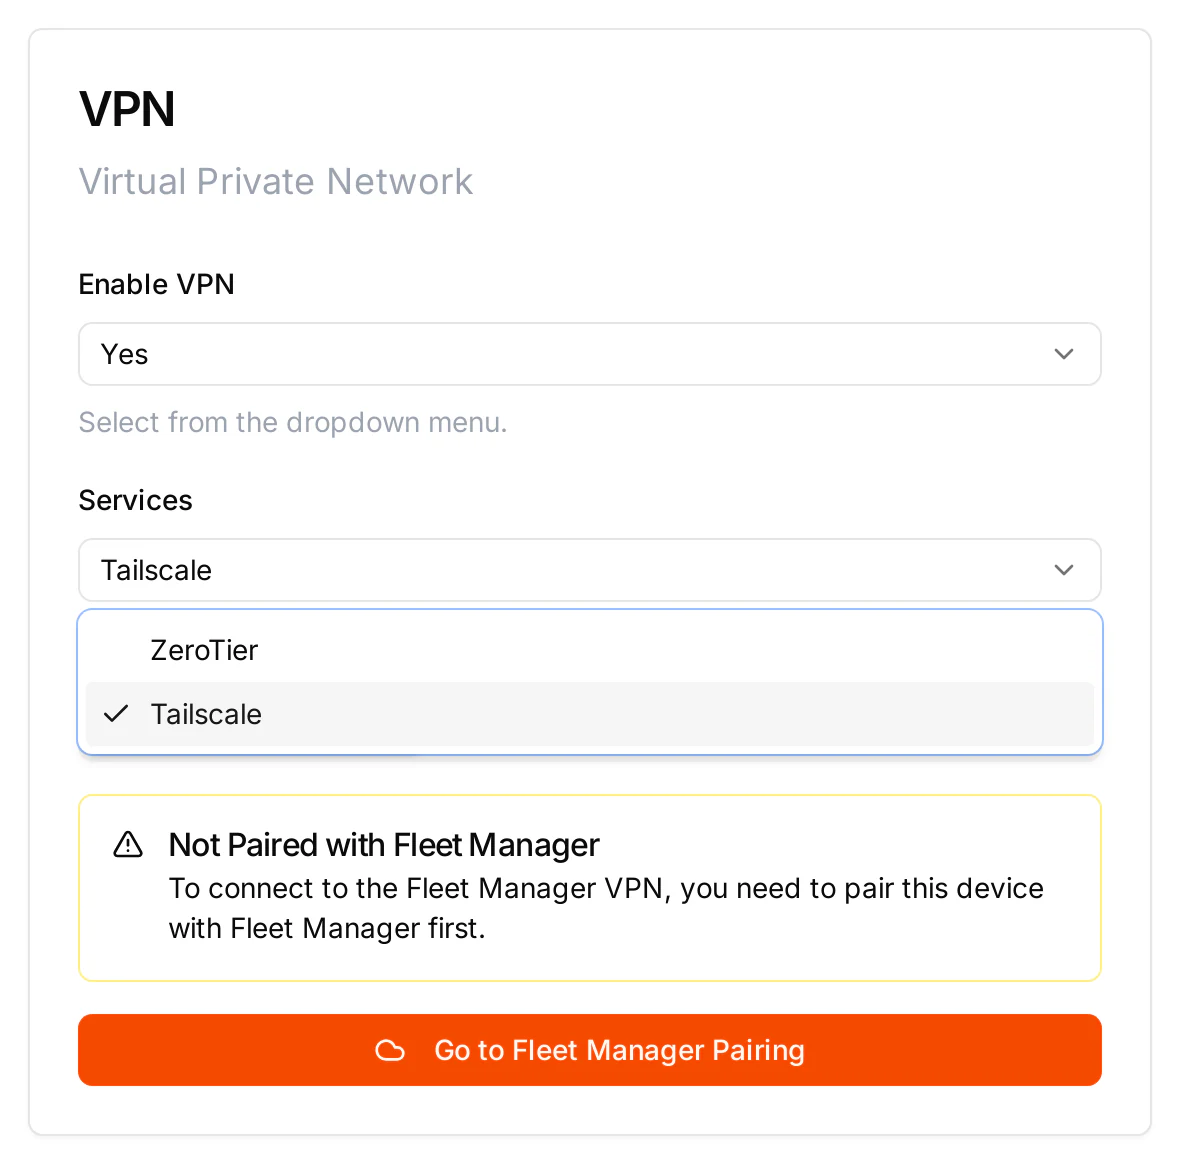 VPN
Virtual Private Network
Enable VPN
Yes
Select from the dropdown menu.
Services
Tailscale
ZeroTier
Tailscale
Not Paired with Fleet Manager
To connect to the Fleet Manager VPN, you need to pair this device
with Fleet Manager first.
Go to Fleet Manager Pairing